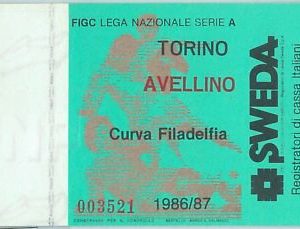 FIGC LEGA NAZIONALE SERIE A
TORINO
AVELLINO
Curva Filadelfia
003521
1986/87
SWEDA
Registratori di cassa Italiani